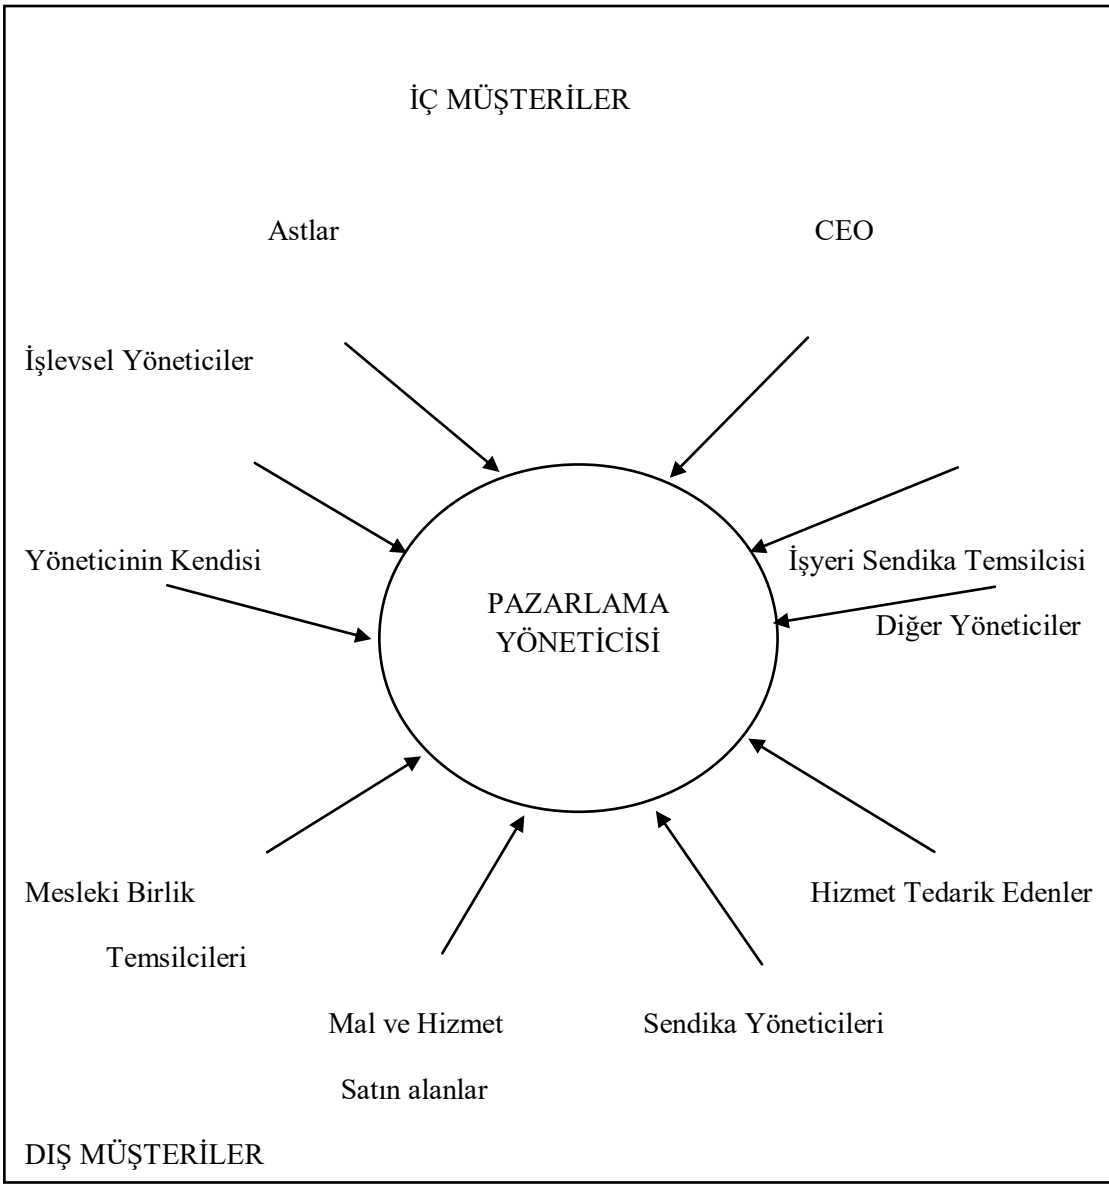 İÇ MÜŞTERİLER
Astlar
CEO
İşlevsel Yöneticiler
Yöneticinin Kendisi
İşyeri Sendika Temsilcisi
PAZARLAMA
YÖNETİCİSİ
Diğer Yöneticiler
Mesleki Birlik
Temsilcileri
Hizmet Tedarik Edenler
Mal ve Hizmet
Satın alanlar
Sendika Yöneticileri
DIŞ MÜŞTERİLER